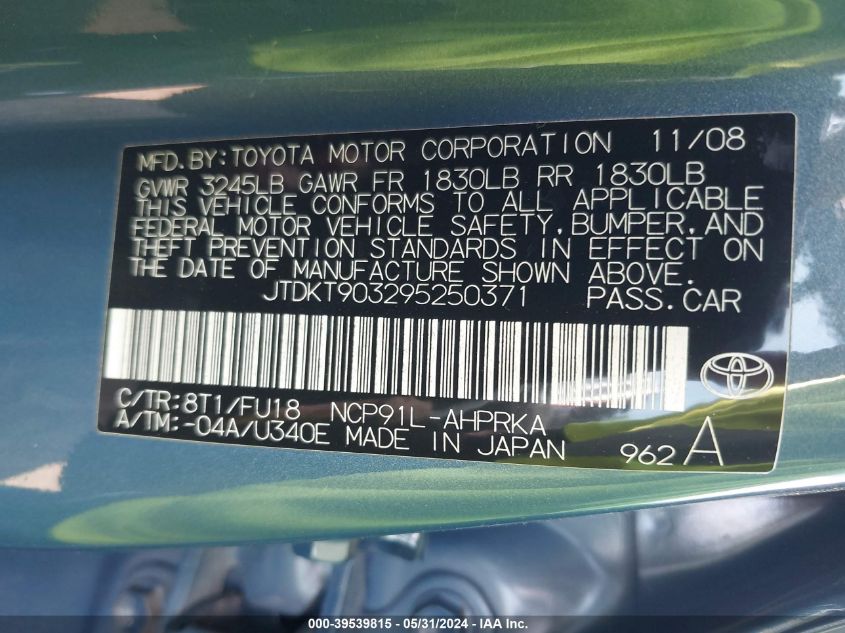 MFD.BY:TOYOTA MOTOR CORPORATION 11/08
GVWR 3245LB GAWR FR 1830LB RR 1830LB
THIS VEHICLE CONFORMS TO ALL APPLICABLE
FEDERAL MOTOR VEHICLE SAFETY,BUMPER,AND
THEFT PREVENTION STANDARDS IN EFFECT ON
THE DATE OF MANUFACTURE SHOWN ABOVE.
JTDKT903295250371 PASS.CAR
C/TR:8T1/FU18 NCP91L-AHPRKA
A/TM:-04A/U340E MADE IN JAPAN 962 A
000-39539815 - 05/31/2024 - IAAI Inc.